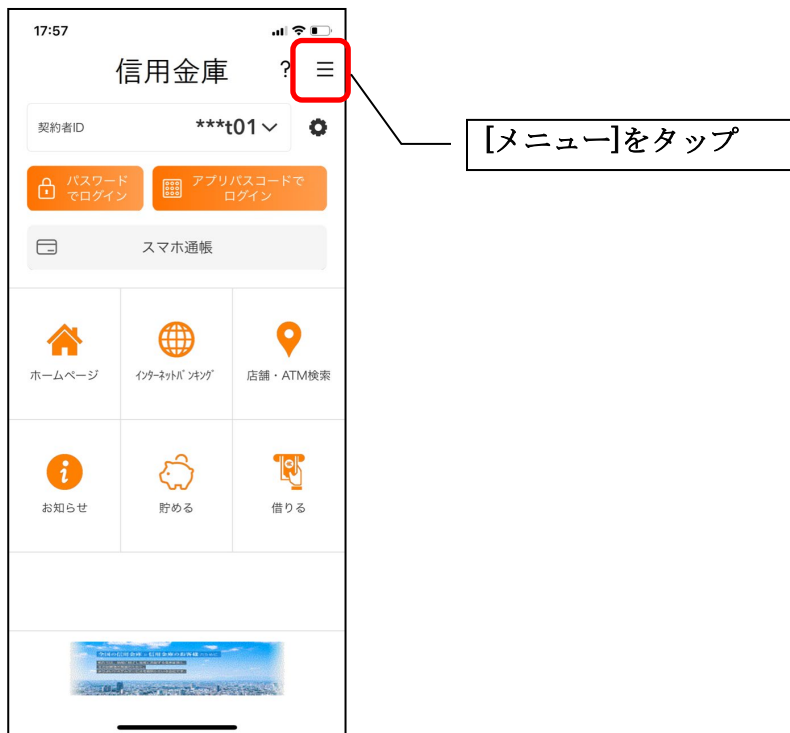 17:57
信用金庫
?
契約者ID
***t01
パスワード
でログイン
アプリパスコードで
ログイン
スマホ通帳
ホームページ
ｲﾝﾀｰﾈｯﾄﾊﾞﾝｷﾝｸﾞ
店舗・ATM検索
お知らせ
貯める
借りる
[メニュー]をタップ